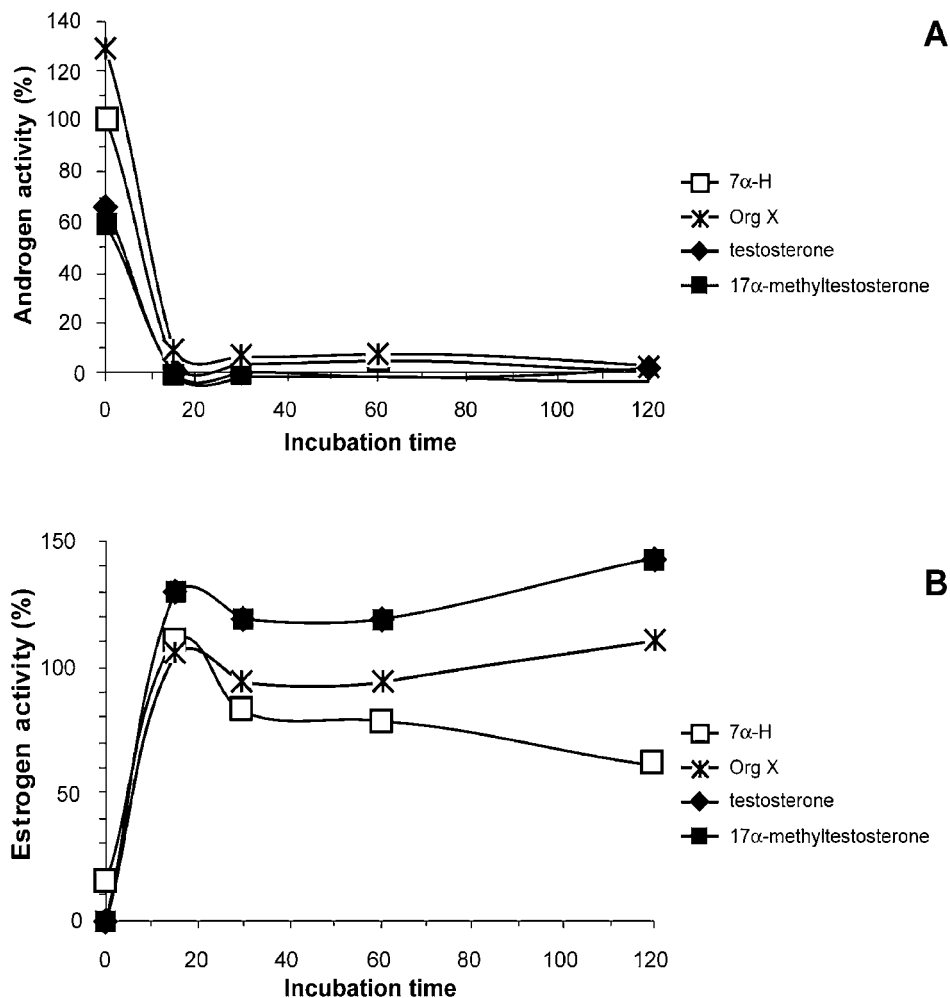 A
Androgen activity (%)
140
120
100
80
60
40
20
0
0 20 40 60 80 100 120
Incubation time
7α-H
Org X
testosterone
17α-methyltestosterone
B
Estrogen activity (%)
150
100
50
0
0 20 40 60 80 100 120
Incubation time
7α-H
Org X
testosterone
17α-methyltestosterone